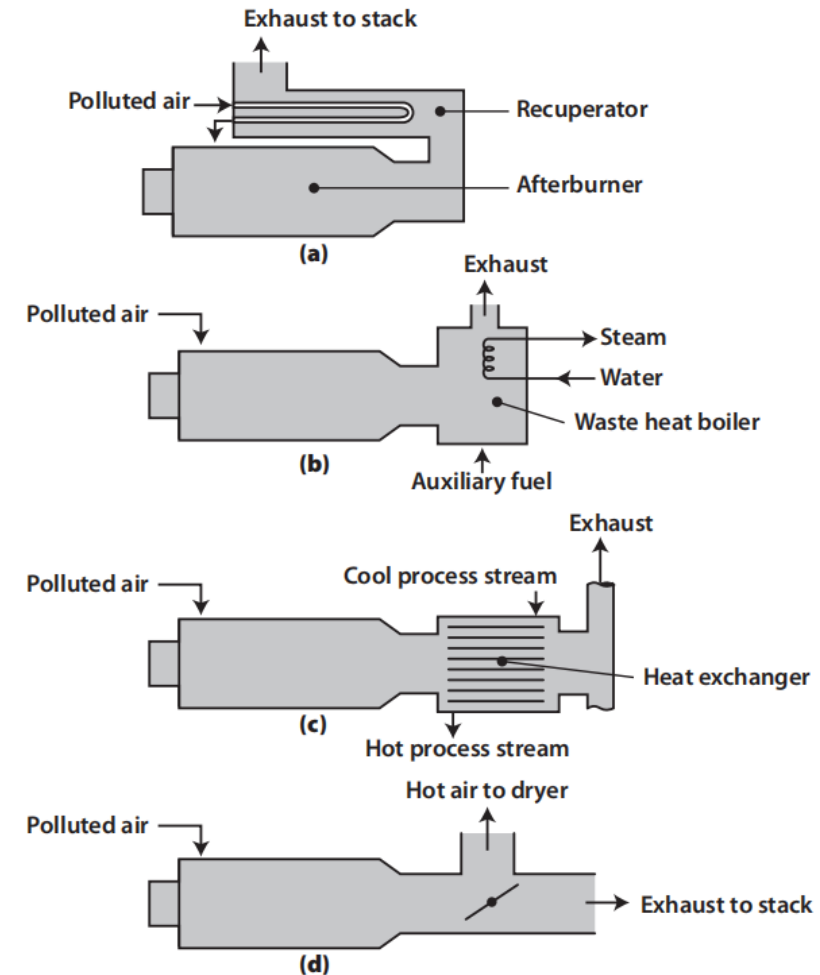 Exhaust to stack
Polluted air
Recuperator
Afterburner
(a)
Exhaust
Polluted air
Steam
Water
Waste heat boiler
(b)
Auxiliary fuel
Exhaust
Cool process stream
Polluted air
Heat exchanger
(c)
Hot process stream
Hot air to dryer
Polluted air
Exhaust to stack
(d)